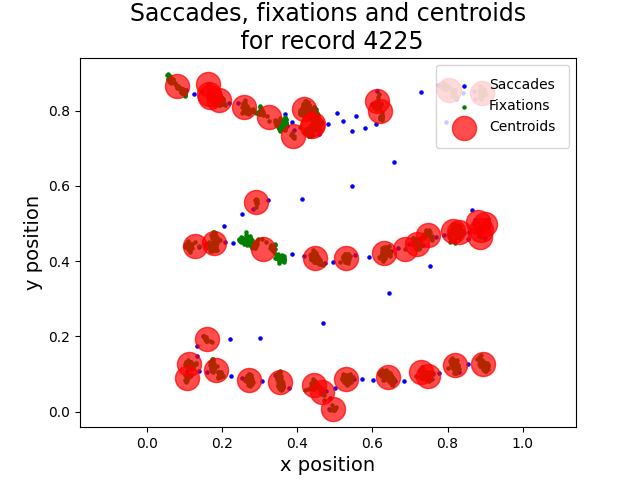 Saccades, fixations and centroids
for record 4225
Saccades
Fixations
Centroids
y position
0.8
0.6
0.4
0.2
0.0
0.0 0.2 0.4 0.6 0.8 1.0
x position